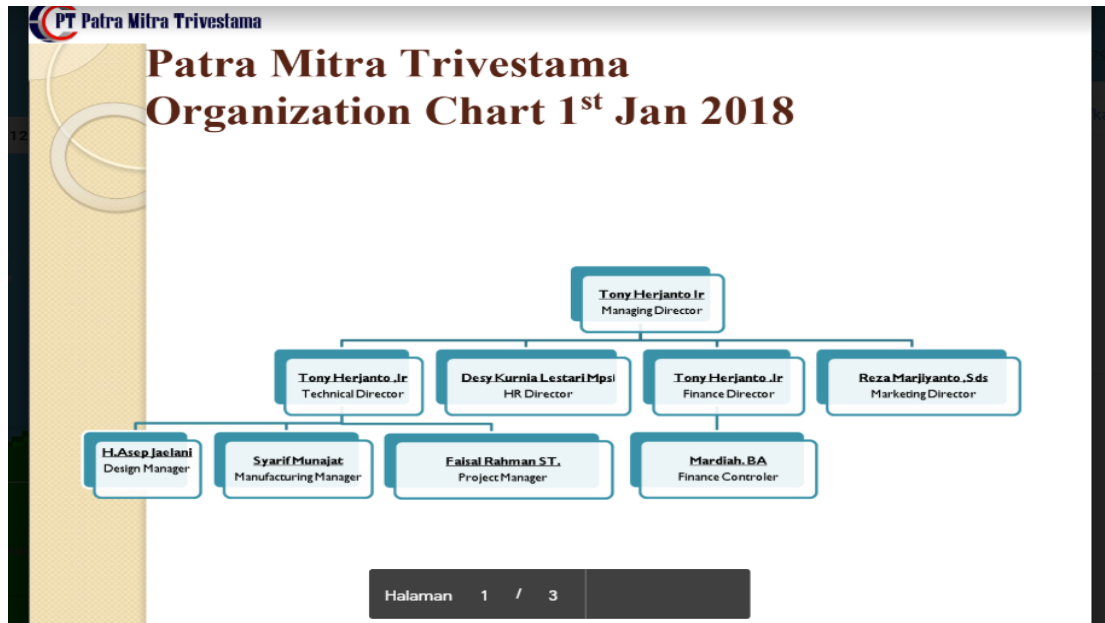 PT Patra Mitra Trivestama
Patra Mitra Trivestama
Organization Chart 1st Jan 2018
12
Tony Herjanto Ir
Managing Director
Tony Herjanto ,Ir
Technical Director
Desy Kurnia Lestari Mpsi
HR Director
Tony Herjanto .Ir
Finance Director
Reza Marjiyanto ,Sds
Marketing Director
H.Asep Jaelani
Design Manager
Syarif Munajat
Manufacturing Manager
Faisal Rahman ST.
Project Manager
Mardiah. BA
Finance Controler
Halaman 1 / 3